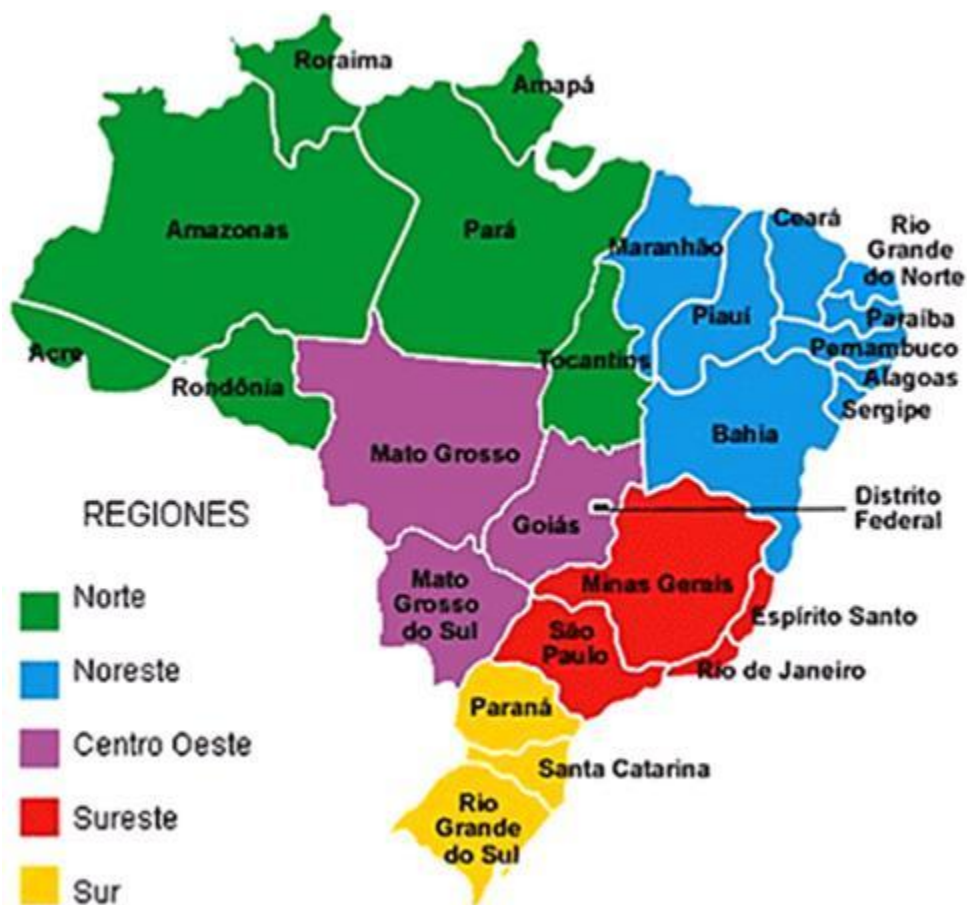 Roraima
Amapá
Amazonas
Pará
Maranhão
Ceará
Rio
Grande
do Norte
Piauí
Paraíba
Pernambuco
Acre
Rondônia
Tocantins
Alagoas
Sergipe
Bahia
Mato Grosso
Distrito
Federal
Goiás
REGIONES
Mato
Grosso
do Sul
Minas Gerais
Espírito Santo
São
Paulo
Rio de Janeiro
Paraná
Santa Catarina
Rio
Grande
do Sul
Norte
Noreste
Centro Oeste
Sureste
Sur